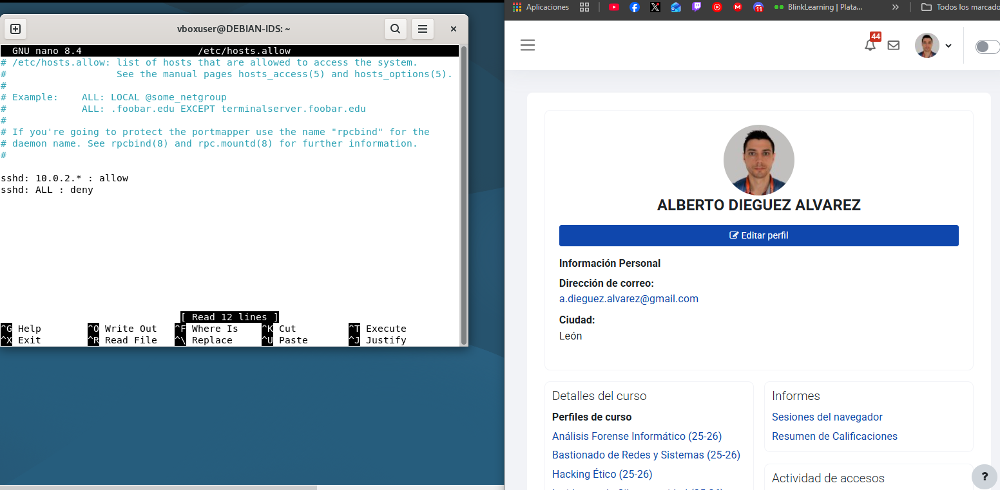 vboxuser@DEBIAN-IDS: ~
GNU nano 8.4 /etc/hosts.allow
# /etc/hosts.allow: list of hosts that are allowed to access the system.
# See the manual pages hosts_access(5) and hosts_options(5).
#
# Example: ALL: LOCAL @some_netgroup
# ALL: .foobar.edu EXCEPT terminalserver.foobar.edu
#
# If you're going to protect the portmapper use the name "rpcbind" for the
# daemon name. See rpcbind(8) and rpc.mountd(8) for further information.
#
sshd: 10.0.2.* : allow
sshd: ALL : deny
[ Read 12 lines ]
^G Help ^O Write Out ^F Where Is ^K Cut ^T Execute
^X Exit ^R Read File ^\ Replace ^U Paste ^J Justify
Aplicaciones 11 BlinkLearning | Plata... » Todos los marcado
44
ALBERTO DIEGUEZ ALVAREZ
Editar perfil
Información Personal
Dirección de correo:
a.dieguez.alvarez@gmail.com
Ciudad:
León
Detalles del curso
Perfiles de curso
Análisis Forense Informático (25-26)
Bastionado de Redes y Sistemas (25-26)
Hacking Ético (25-26)
Informes
Sesiones del navegador
Resumen de Calificaciones
Actividad de accesos
?